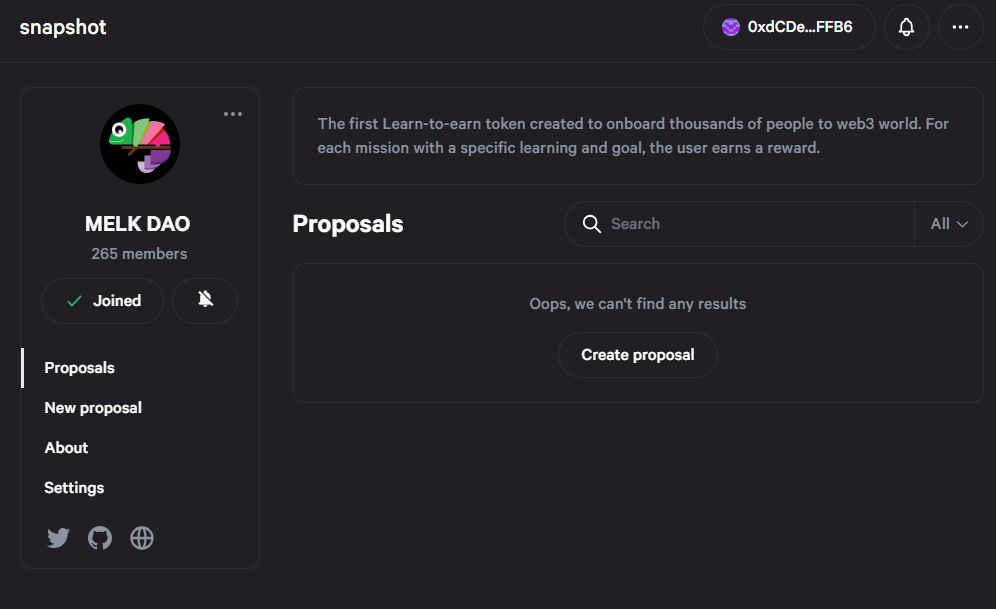 snapshot
0xdCDe...FFB6
MELK DAO
265 members
Joined
Proposals
New proposal
About
Settings
The first Learn-to-earn token created to onboard thousands of people to web3 world. For
each mission with a specific learning and goal, the user earns a reward.
Proposals
Search
All
Oops, we can't find any results
Create proposal